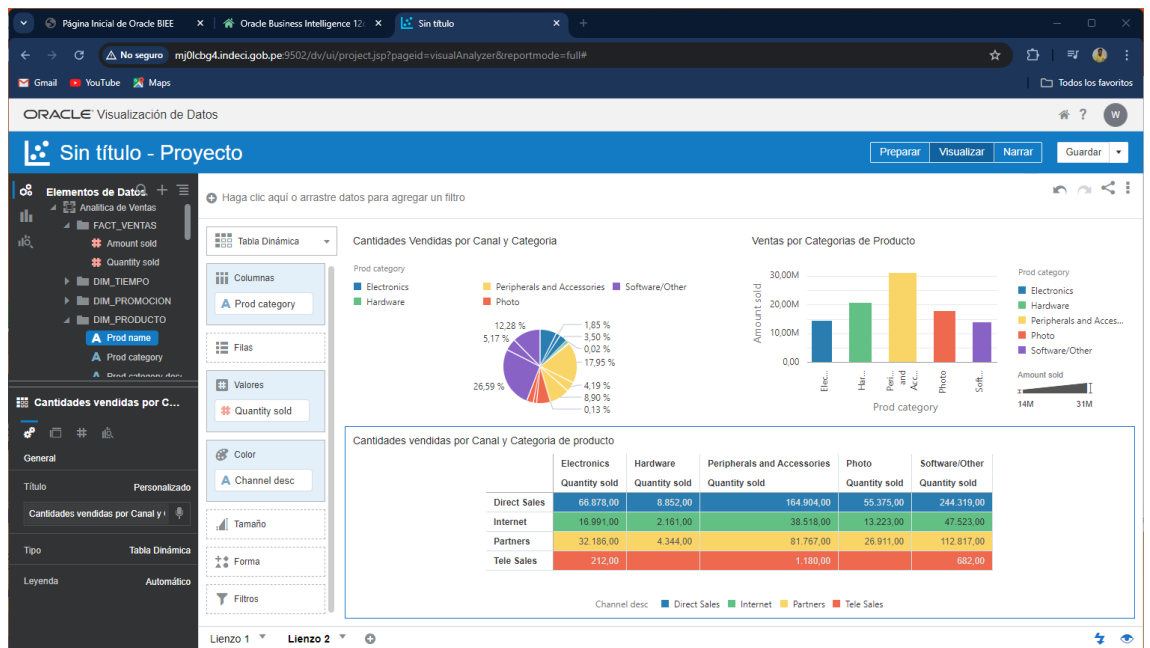 Página Inicial de Oracle BIEE
Oracle Business Intelligence 12c
Sin título
No seguro mj0lcbg4.indeci.gob.pe:9502/dv/ui/project.jsp?pageid=visualAnalyzer&reportmode=full#
Gmail YouTube Maps Todos los favoritos
ORACLE Visualización de Datos W
Sin título - Proyecto Preparar Visualizar Narrar Guardar
Elementos de Datos
Analitica de Ventas
FACT_VENTAS
Amount sold
Quantity sold
DIM_TIEMPO
DIM_PROMOCION
DIM_PRODUCTO
A Prod name
A Prod category
A Prod category desc
Cantidades vendidas por C...
General
Título Personalizado
Cantidades vendidas por Canal y
Tipo Tabla Dinámica
Leyenda Automático
Haga clic aquí o arrastre datos para agregar un filtro
Tabla Dinámica
Columnas
A Prod category
Filas
Valores
Quantity sold
Color
A Channel desc
Tamaño
Forma
Filtros
Cantidades Vendidas por Canal y Categoria
Prod category
Electronics Peripherals and Accessories Software/Other
Hardware Photo
12,28 %
5,17 %
26,59 %
1,85 %
3,50 %
0,02 %
17,95 %
4,19 %
8,90 %
0,13 %
Ventas por Categorias de Producto
Amount sold
30,00M
20,00M
10,00M
0,00
Elec...
Har...
Peri... and Acc...
Photo
Soft...
Prod category
Prod category
Electronics
Hardware
Peripherals and Acces...
Photo
Software/Other
Amount sold
14M 31M
Cantidades vendidas por Canal y Categoria de producto
Electronics Hardware Peripherals and Accessories Photo Software/Other
Quantity sold Quantity sold Quantity sold Quantity sold Quantity sold
Direct Sales 66.878,00 8.852,00 164.904,00 55.375,00 244.319,00
Internet 16.991,00 2.161,00 38.518,00 13.223,00 47.523,00
Partners 32.186,00 4.344,00 81.767,00 26.911,00 112.817,00
Tele Sales 212,00 1.180,00 682,00
Channel desc Direct Sales Internet Partners Tele Sales
Lienzo 1 Lienzo 2